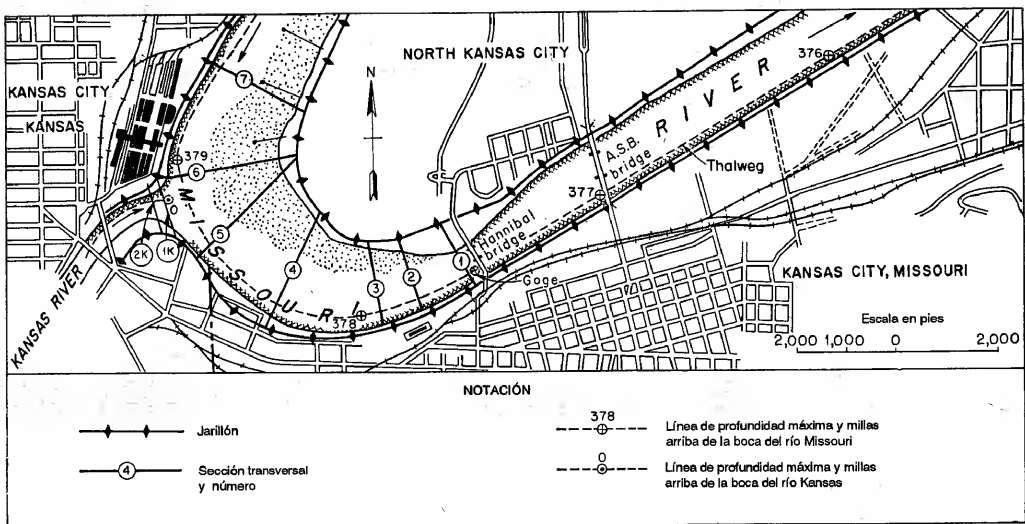 NORTH KANSAS CITY
KANSAS CITY
KANSAS
N
7
379
6
0
5
2K
1K
4
3
2
1
MISSOURI
378
KANSAS RIVER
Hannibal
bridge
Gage
A.S.B.
bridge
377
RIVER
376
Thalweg
KANSAS CITY, MISSOURI
Escala en pies
2,000 1,000 0 2,000
NOTACIÓN
Jarillón
4
Sección transversal
y número
378
Línea de profundidad máxima y millas
arriba de la boca del río Missouri
0
Línea de profundidad máxima y millas
arriba de la boca del río Kansas